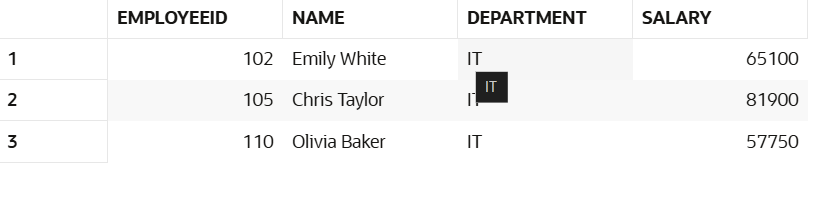 EMPLOYEEID NAME DEPARTMENT SALARY
1 102 Emily White IT 65100
IT
2 105 Chris Taylor IT 81900
3 110 Olivia Baker IT 57750